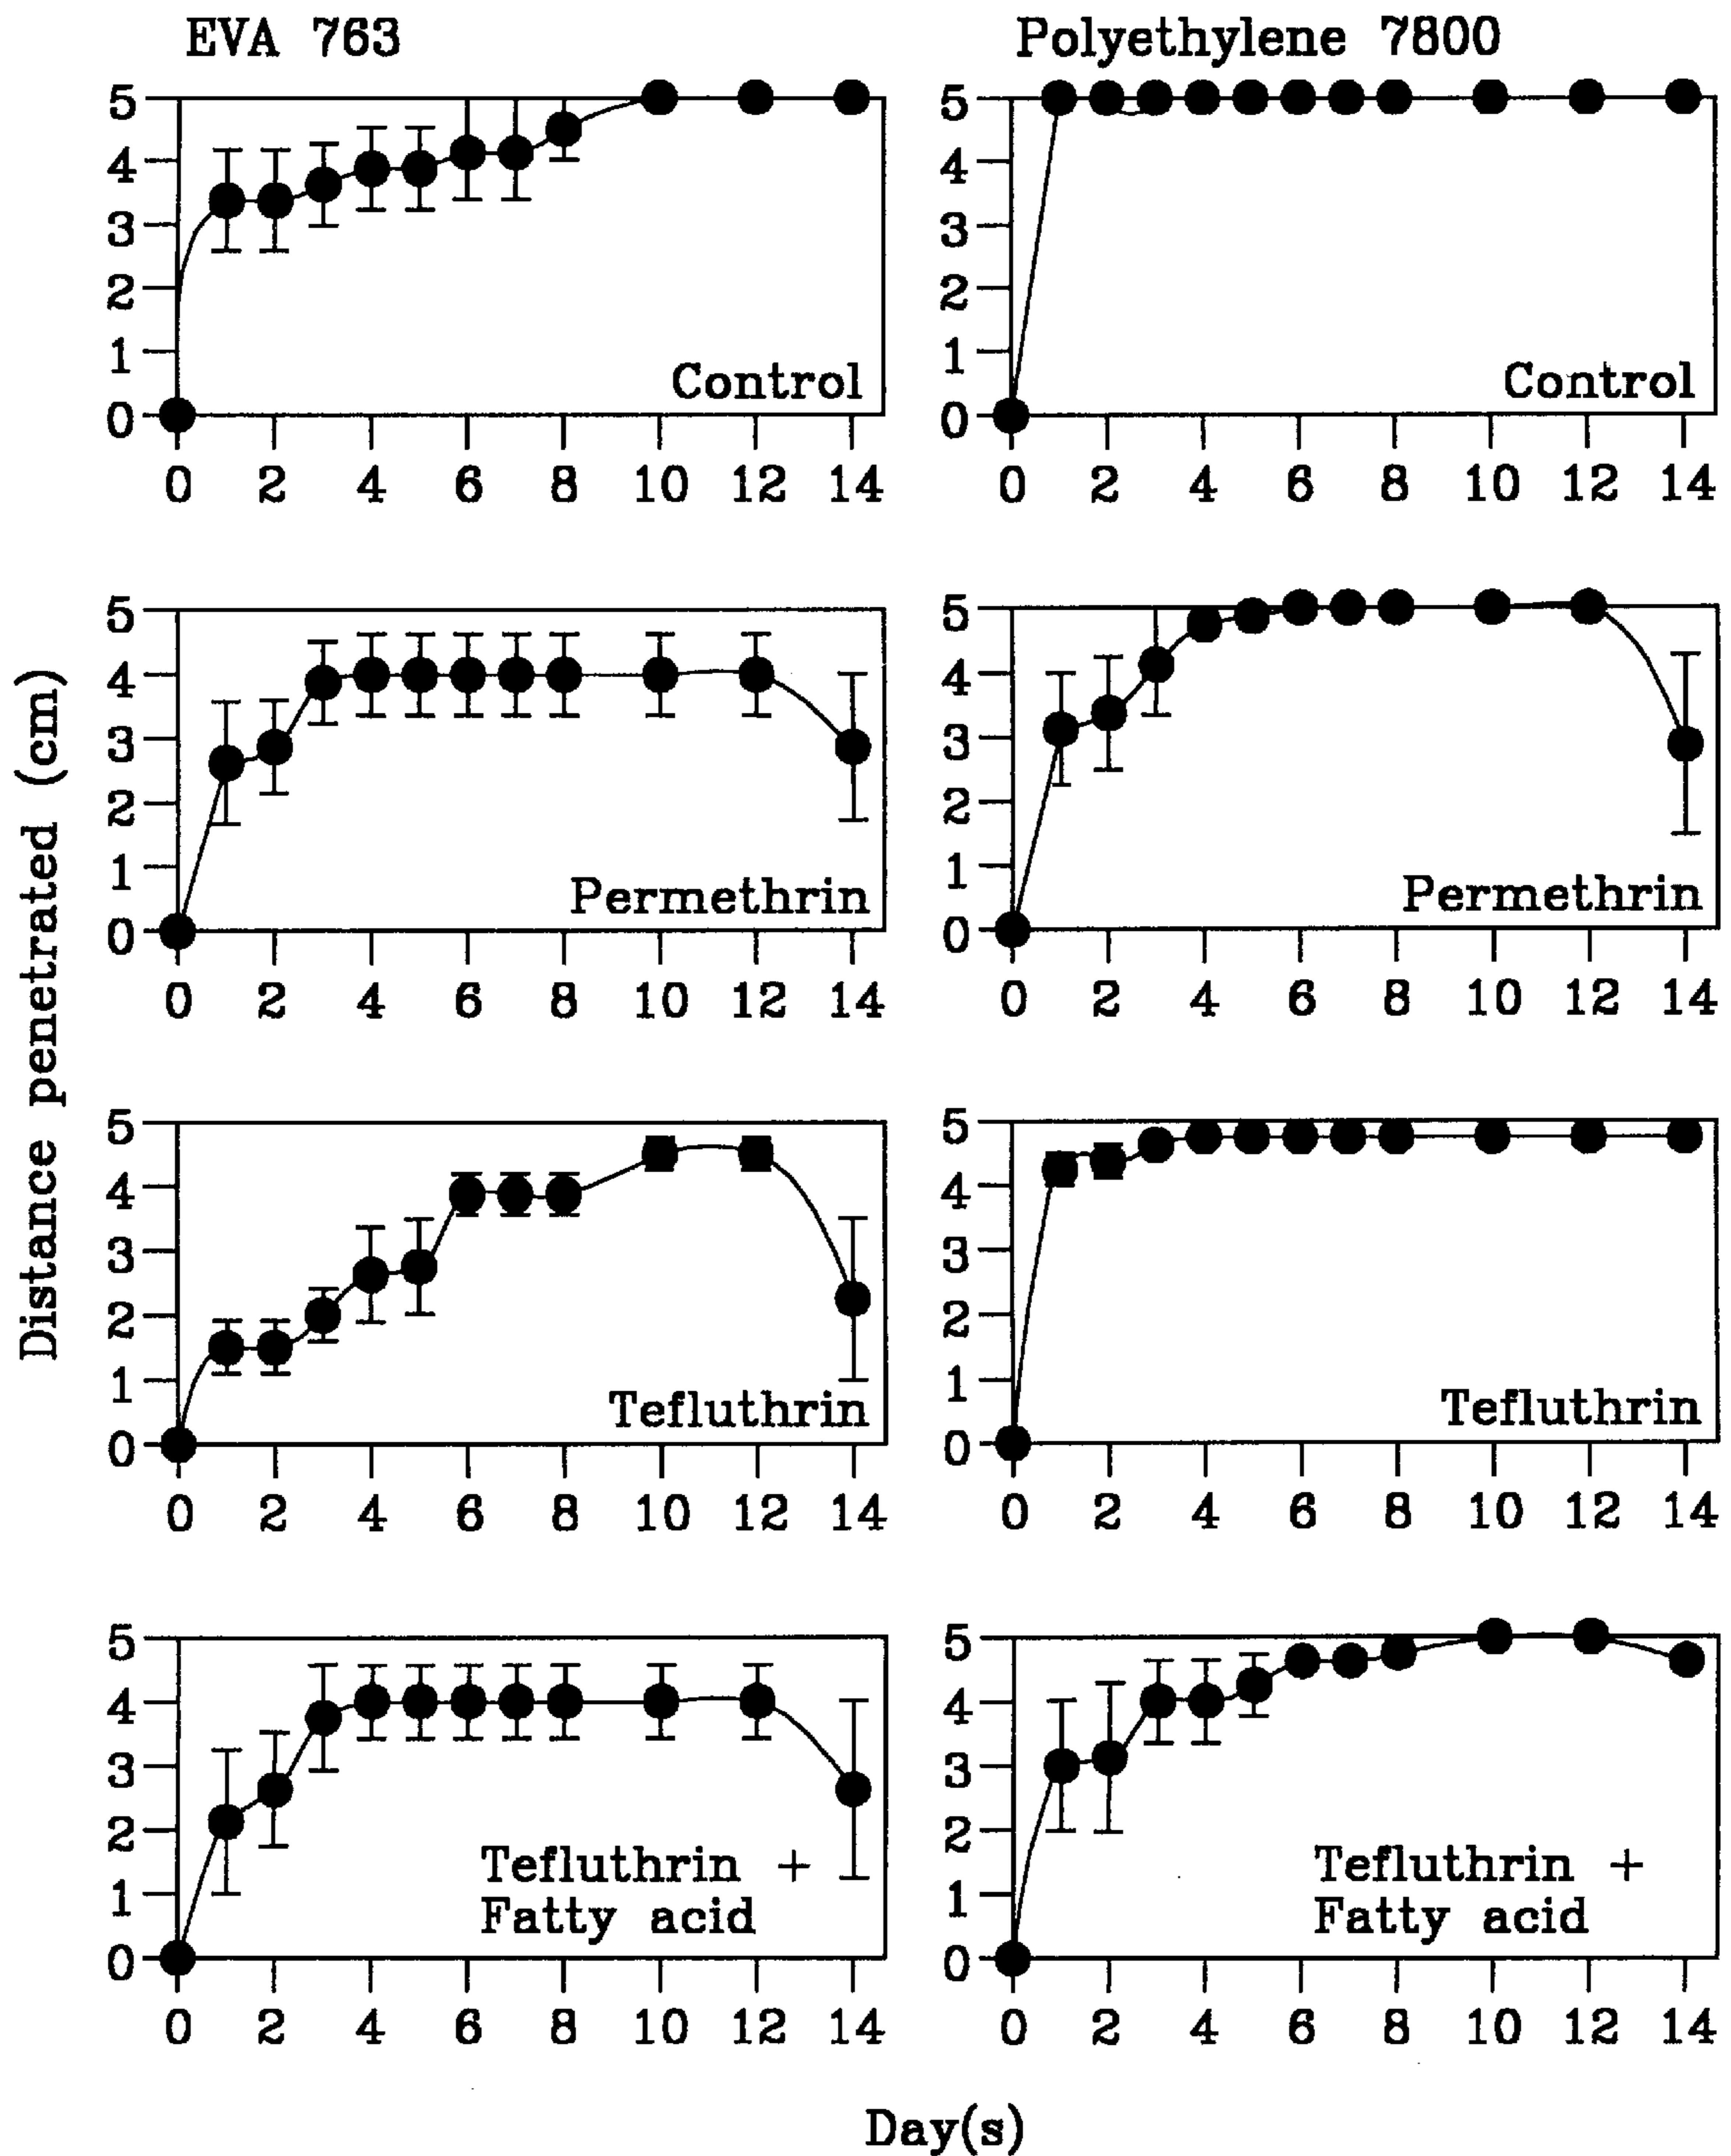 EVA 763
Polyethylene 7800
Distance penetrated (cm)
5
4
3
2
1
0
Control
0 2 4 6 8 10 12 14
5
4
3
2
1
0
Control
0 2 4 6 8 10 12 14
5
4
3
2
1
0
Permethrin
0 2 4 6 8 10 12 14
5
4
3
2
1
0
Permethrin
0 2 4 6 8 10 12 14
5
4
3
2
1
0
Tefluthrin
0 2 4 6 8 10 12 14
5
4
3
2
1
0
Tefluthrin
0 2 4 6 8 10 12 14
5
4
3
2
1
0
Tefluthrin +
Fatty acid
0 2 4 6 8 10 12 14
5
4
3
2
1
0
Tefluthrin +
Fatty acid
0 2 4 6 8 10 12 14
Day(s)